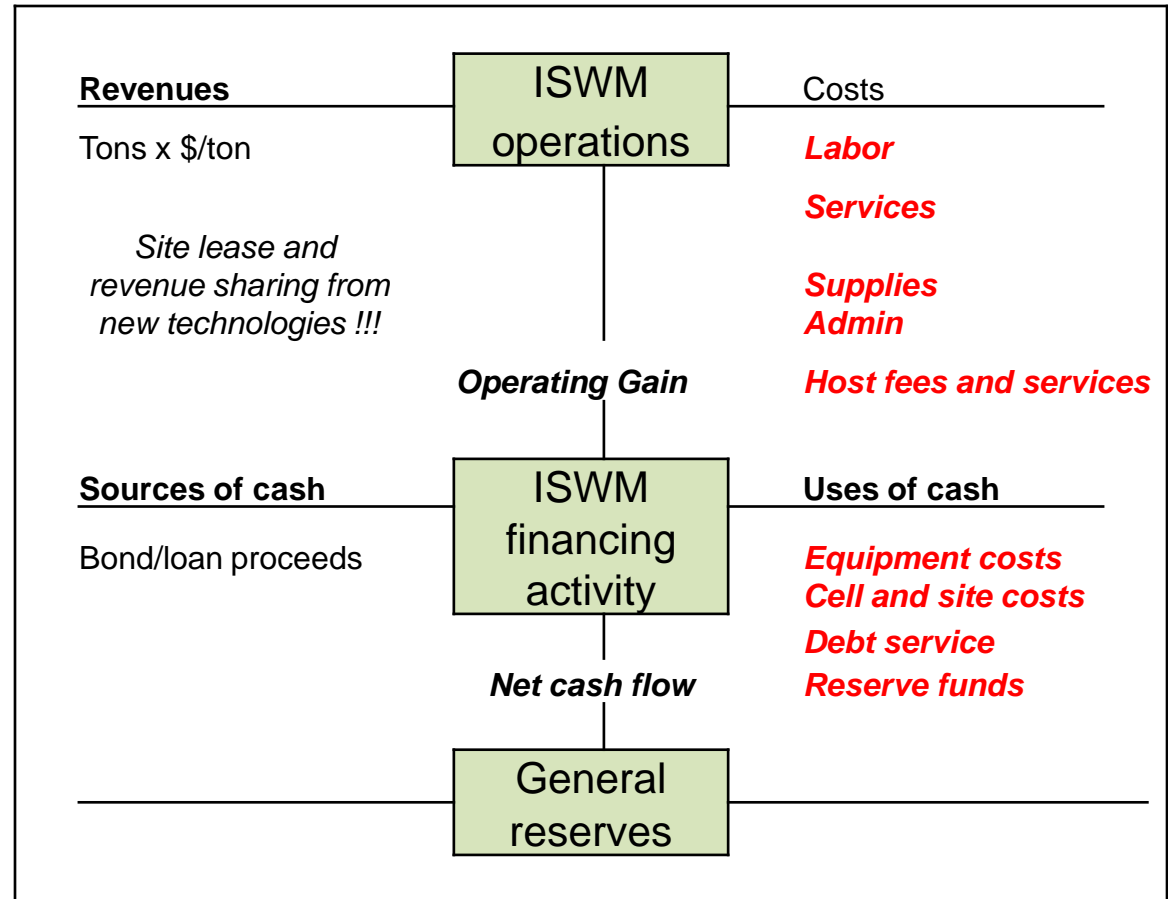 Revenues
ISWM
operations
Costs
Tons x $/ton
Labor
Services
Site lease and
revenue sharing from
new technologies !!!
Supplies
Admin
Operating Gain
Host fees and services
Sources of cash
ISWM
financing
activity
Uses of cash
Bond/loan proceeds
Equipment costs
Cell and site costs
Debt service
Net cash flow
Reserve funds
General
reserves